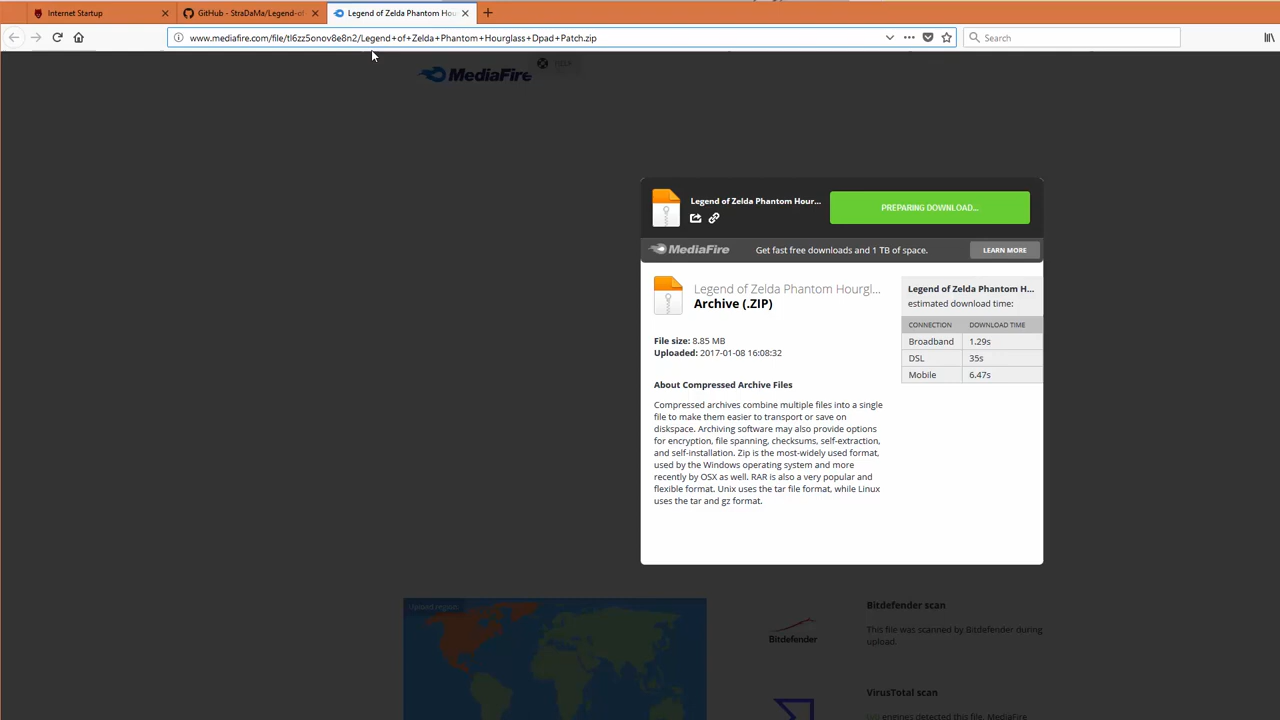 Internet Startup
GitHub - StraDaMa/Legend-of
Legend of Zelda Phantom Hou
www.mediafire.com/file/tl6zz5onov8e8n2/Legend+of+Zelda+Phantom+Hourglass+Dpad+Patch.zip
Search
MediaFire
Legend of Zelda Phantom Hour...
PREPARING DOWNLOAD...
MediaFire
Get fast free downloads and 1 TB of space.
LEARN MORE
Legend of Zelda Phantom Hourgl...
Archive (.ZIP)
File size: 8.85 MB
Uploaded: 2017-01-08 16:08:32
About Compressed Archive Files
Compressed archives combine multiple files into a single
file to make them easier to transport or save on
diskspace. Archiving software may also provide options
for encryption, file spanning, checksums, self-extraction,
and self-installation. Zip is the most-widely used format,
used by the Windows operating system and more
recently by OSX as well. RAR is also a very popular and
flexible format. Unix uses the tar file format, while Linux
uses the tar and gz format.
Legend of Zelda Phantom H...
estimated download time:
CONNECTION DOWNLOAD TIME
Broadband 1.29s
DSL 35s
Mobile 6.47s
Upload region:
Bitdefender scan
Bitdefender
This file was scanned by Bitdefender during
upload.
VirusTotal scan
engines detected this file. MediaFire